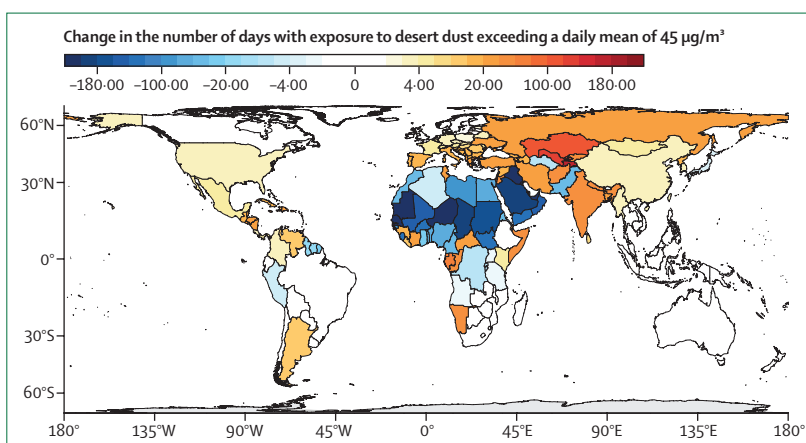 Change in the number of days with exposure to desert dust exceeding a daily mean of 45 μg/m³
–180·00 –100·00 –20·00 –4·00 0 4·00 20·00 100·00 180·00
60°N
30°N
0°
30°S
60°S
180° 135°W 90°W 45°W 0° 45°E 90°E 135°E 180°